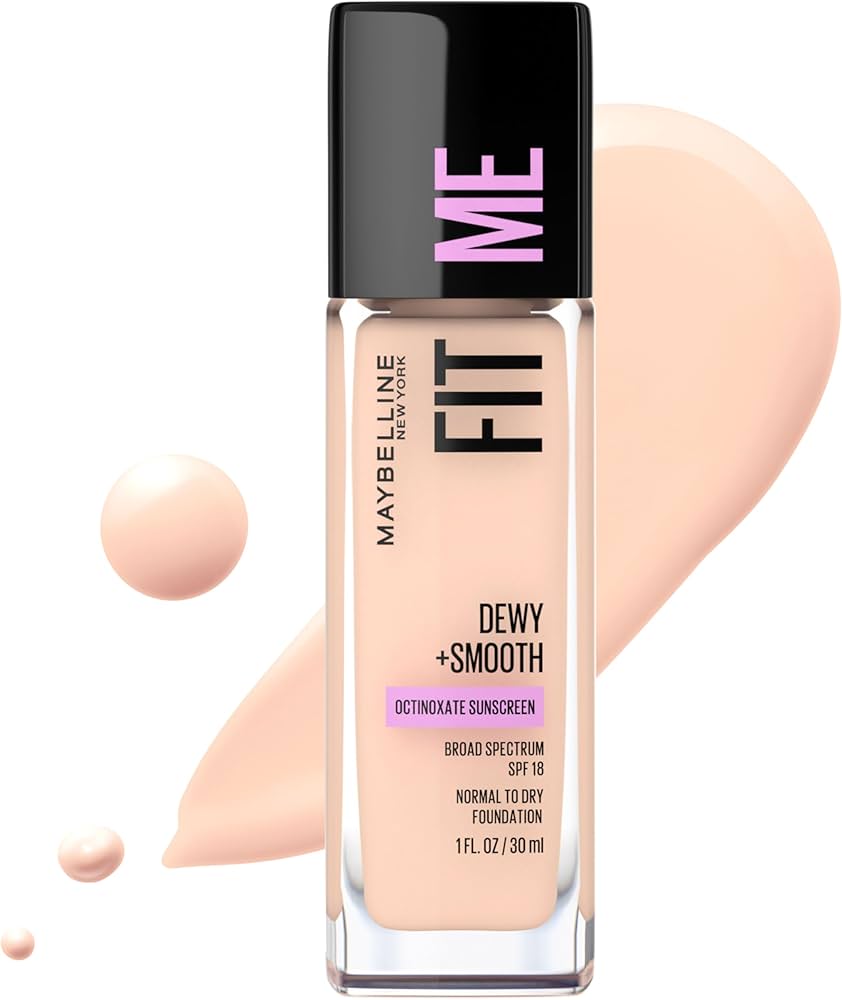 FIT ME
MAYBELLINE
NEW YORK
DEWY
+SMOOTH
OCTINOXATE SUNSCREEN
BROAD SPECTRUM
SPF 18
NORMAL TO DRY
FOUNDATION
1 FL. OZ / 30 ml